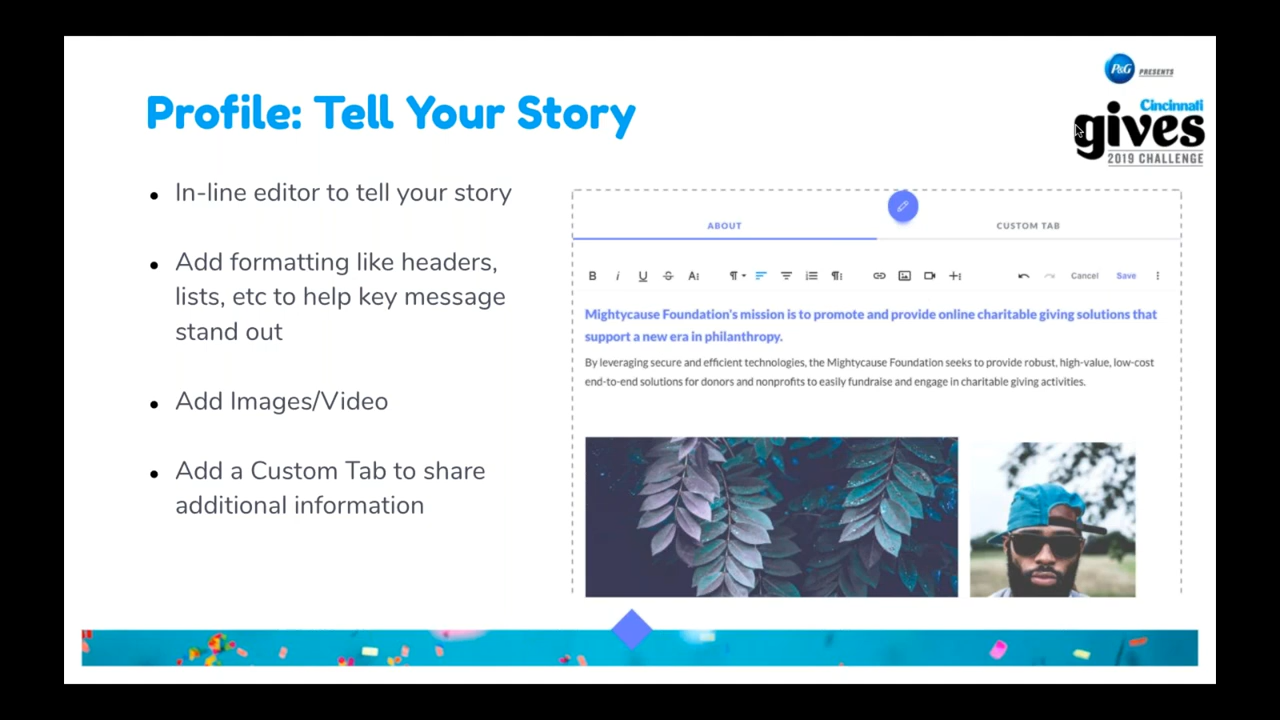 Profile: Tell Your Story
P&G PRESENTS
Cincinnati
gives
2019 CHALLENGE
In-line editor to tell your story
Add formatting like headers,
lists, etc to help key message
stand out
Add Images/Video
Add a Custom Tab to share
additional information
ABOUT
CUSTOM TAB
B i U S A Cancel Save
Mightycause Foundation's mission is to promote and provide online charitable giving solutions that
support a new era in philanthropy.
By leveraging secure and efficient technologies, the Mightycause Foundation seeks to provide robust, high-value, low-cost
end-to-end solutions for donors and nonprofits to easily fundraise and engage in charitable giving activities.